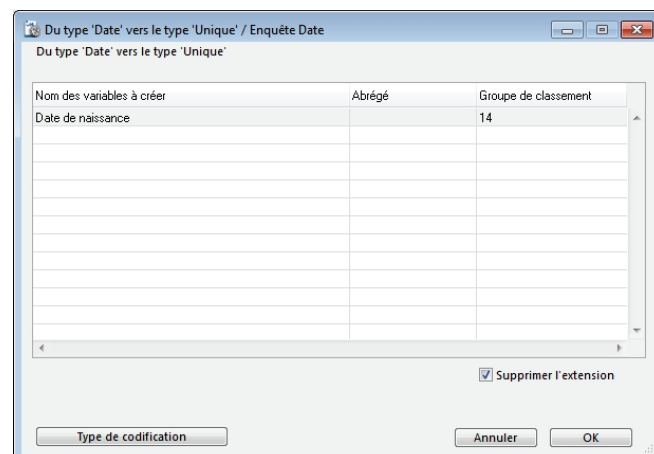 Du type 'Date' vers le type 'Unique' / Enquête Date
Du type 'Date' vers le type 'Unique'
Nom des variables à créer Abrégé Groupe de classement
Date de naissance 14
Supprimer l'extension
Type de codification Annuler OK